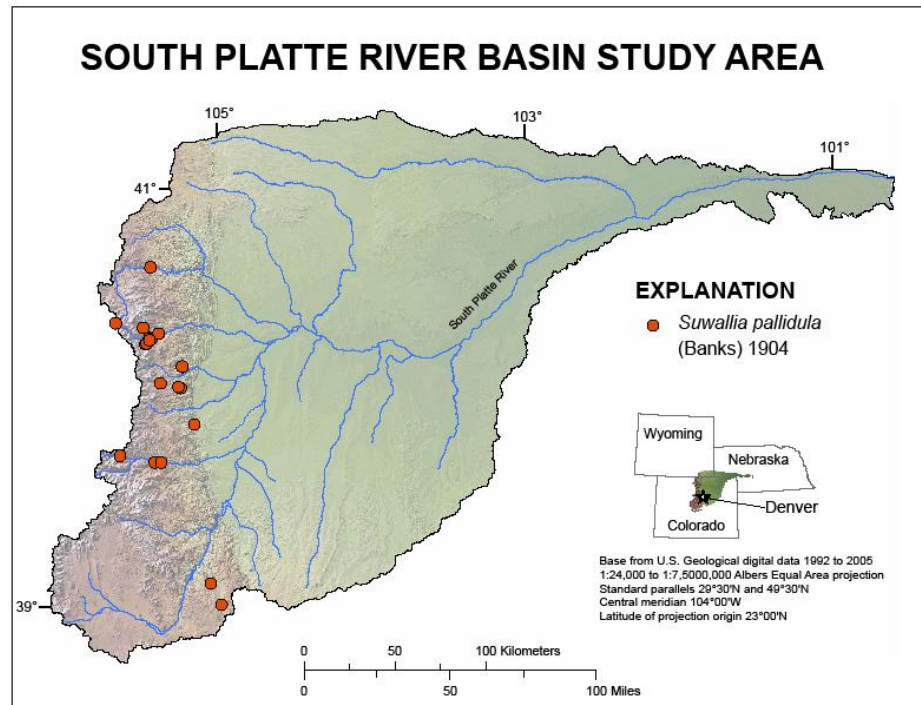 SOUTH PLATTE RIVER BASIN STUDY AREA
105°
103°
101°
41°
South Platte River
EXPLANATION
Suwallia pallidula
(Banks) 1904
Wyoming
Nebraska
Denver
Colorado
Base from U.S. Geological digital data 1992 to 2005
1:24,000 to 1:7,5000,000 Albers Equal Area projection
Standard parallels 29°30'N and 49°30'N
Central meridian 104°00'W
Latitude of projection origin 23°00'N
39°
0 50 100 Kilometers
0 50 100 Miles